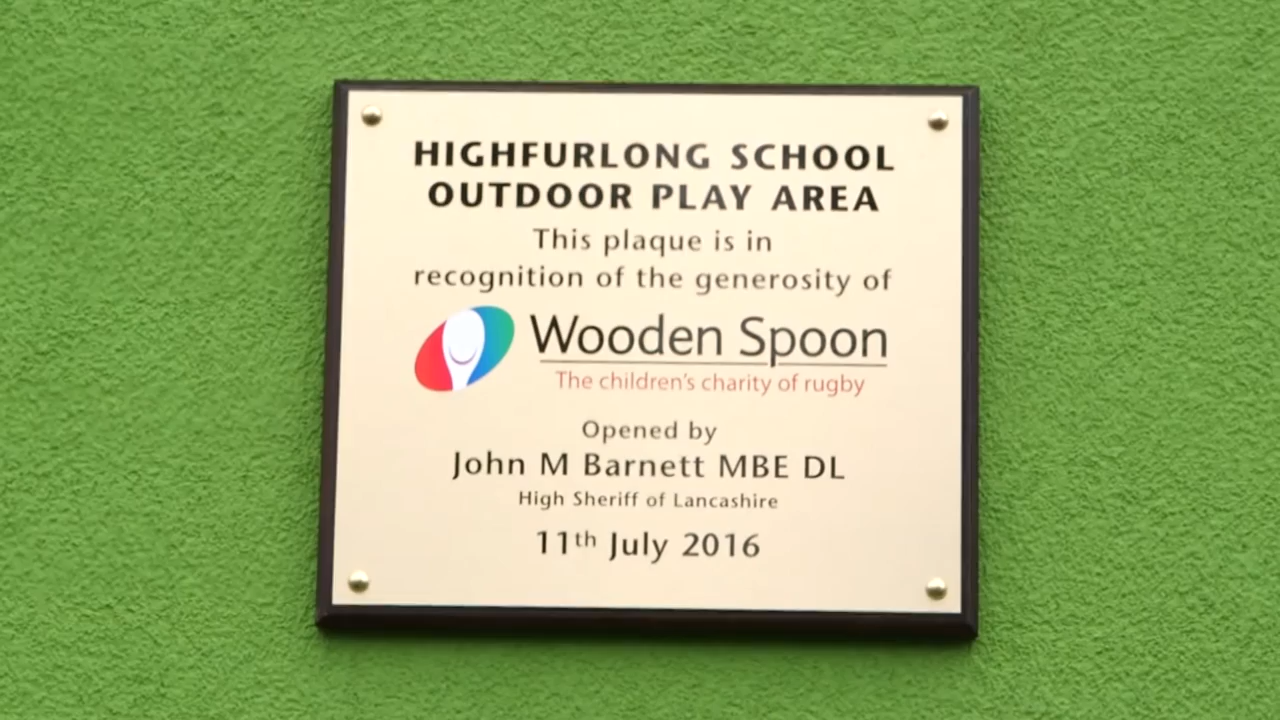 HIGHFURLONG SCHOOL
OUTDOOR PLAY AREA
This plaque is in
recognition of the generosity of
Wooden Spoon
The children's charity of rugby
Opened by
John M Barnett MBE DL
High Sheriff of Lancashire
11th July 2016